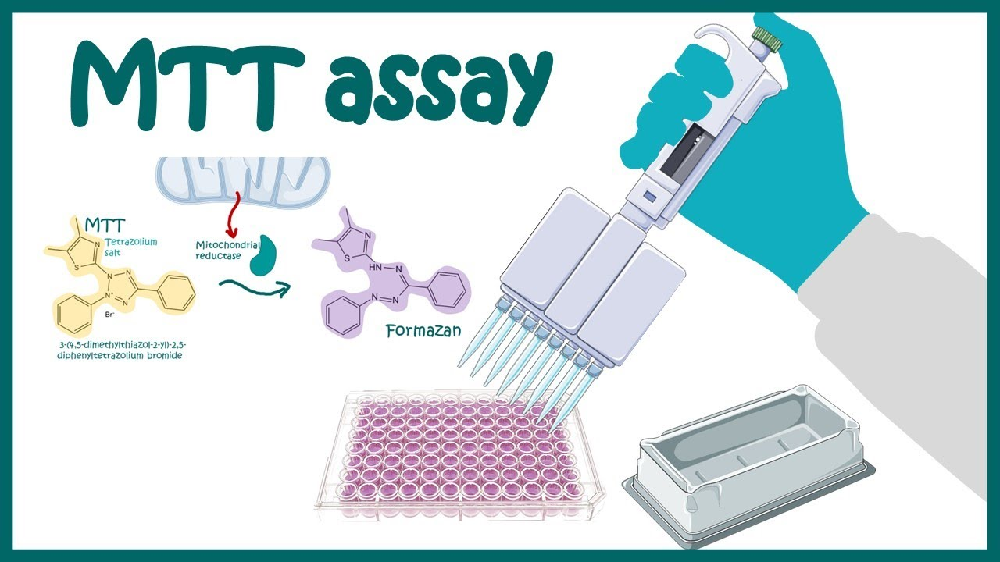 MTT assay
MTT
Tetrazolium
salt
Mitochondrial
reductase
N
S
N
N
N⁺
N
Br⁻
3-(4,5-dimethylthiazol-2-yl)-2,5-
diphenyltetrazolium bromide
N
S
HN
N
N
N
Formazan